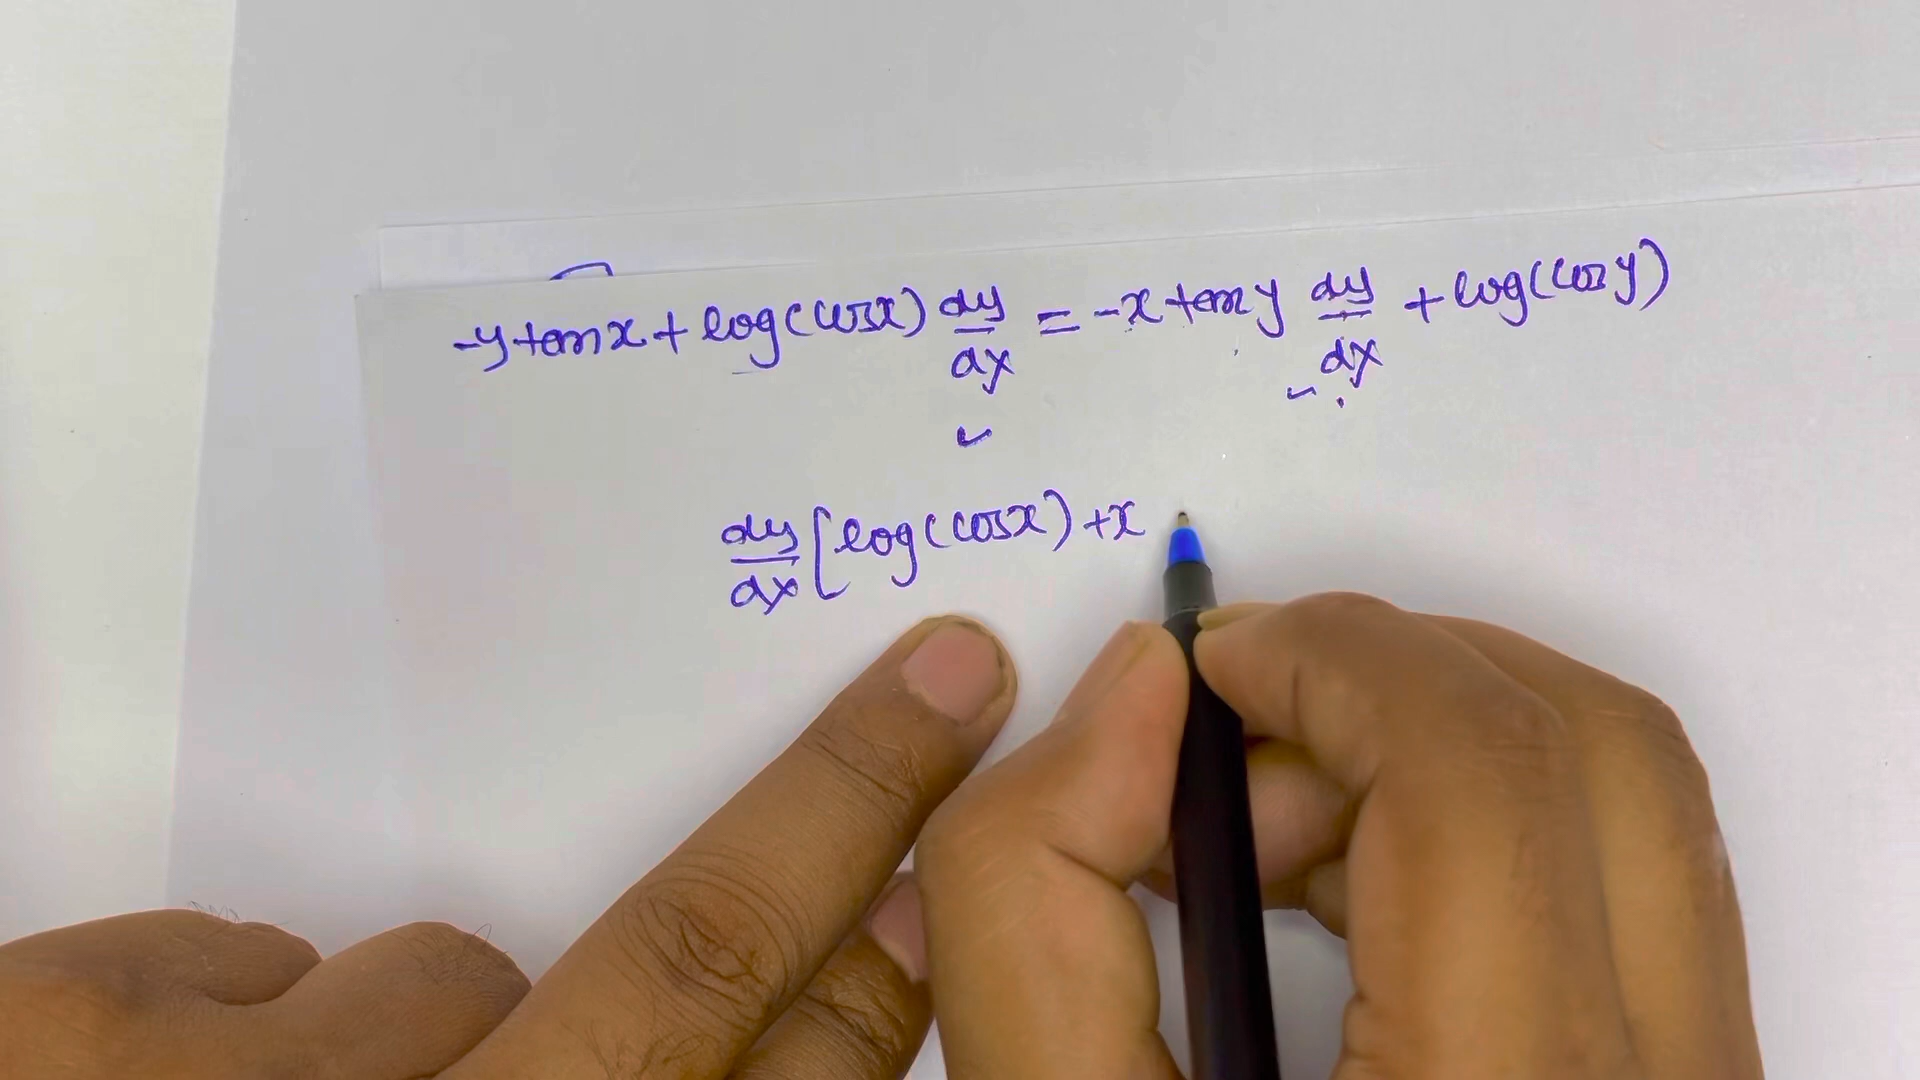 -y tan x + log(cos x) dy/dx = -x tan y dy/dx + log(cos y)
dy/dx [log(cos x) + x